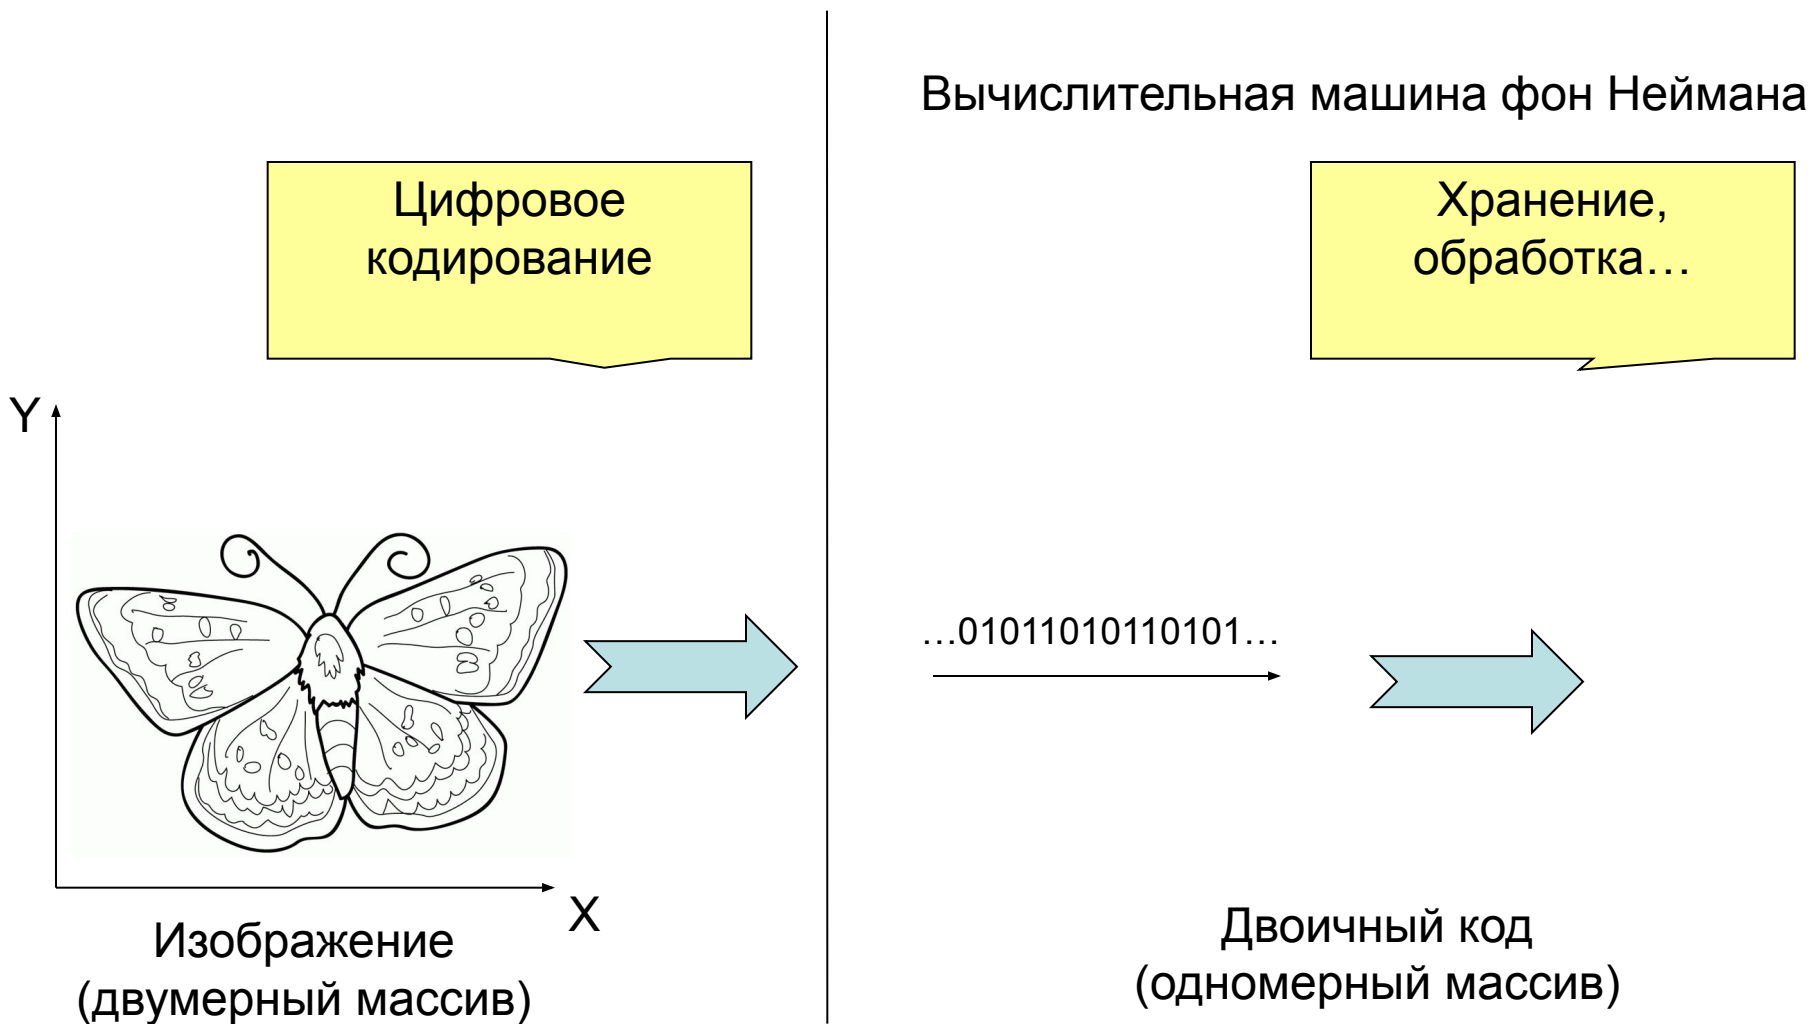 Вычислительная машина фон Неймана
Цифровое
кодирование
Хранение,
обработка…
Y
…01011010110101…
X
Изображение
(двумерный массив)
Двоичный код
(одномерный массив)